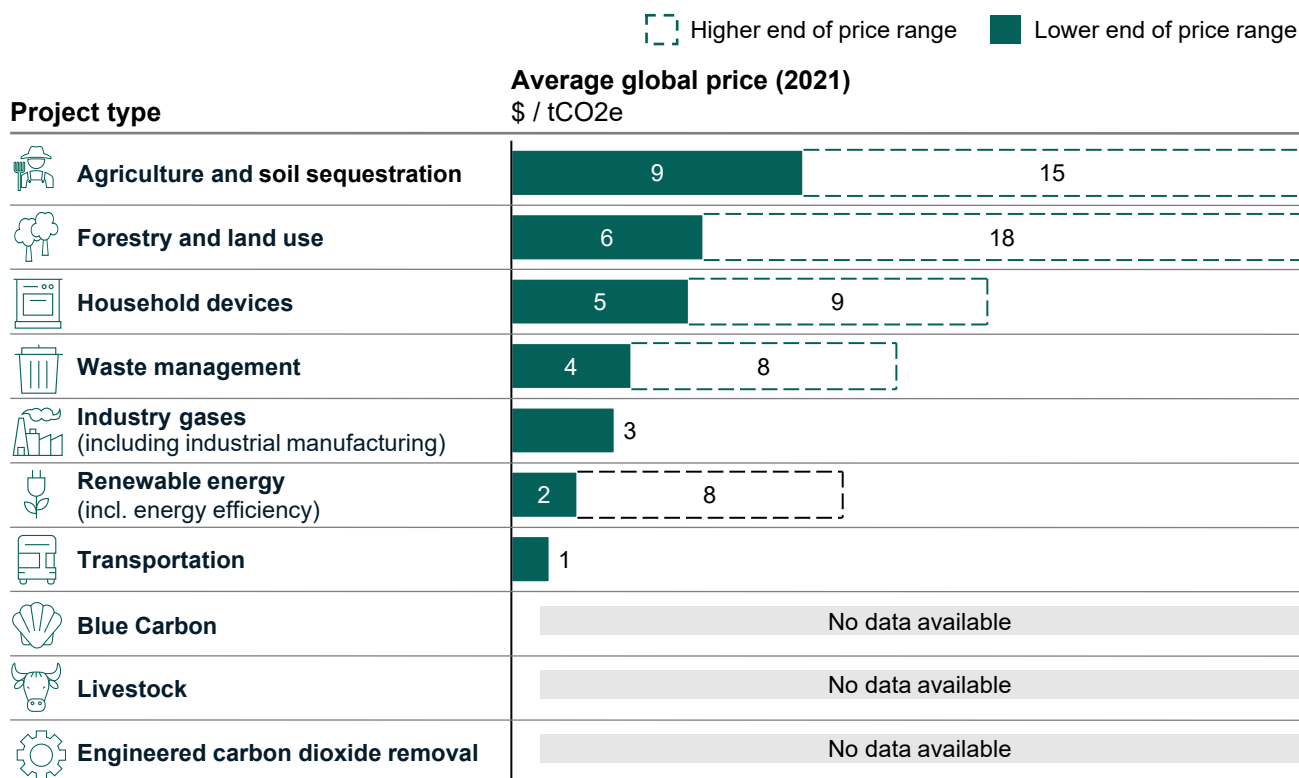 Higher end of price range
Lower end of price range
Average global price (2021)
Project type
$ / tCO2e
Agriculture and soil sequestration
9
15
Forestry and land use
6
18
Household devices
5
9
Waste management
4
8
Industry gases
(including industrial manufacturing)
3
Renewable energy
(incl. energy efficiency)
2
8
Transportation
1
Blue Carbon
No data available
Livestock
No data available
Engineered carbon dioxide removal
No data available